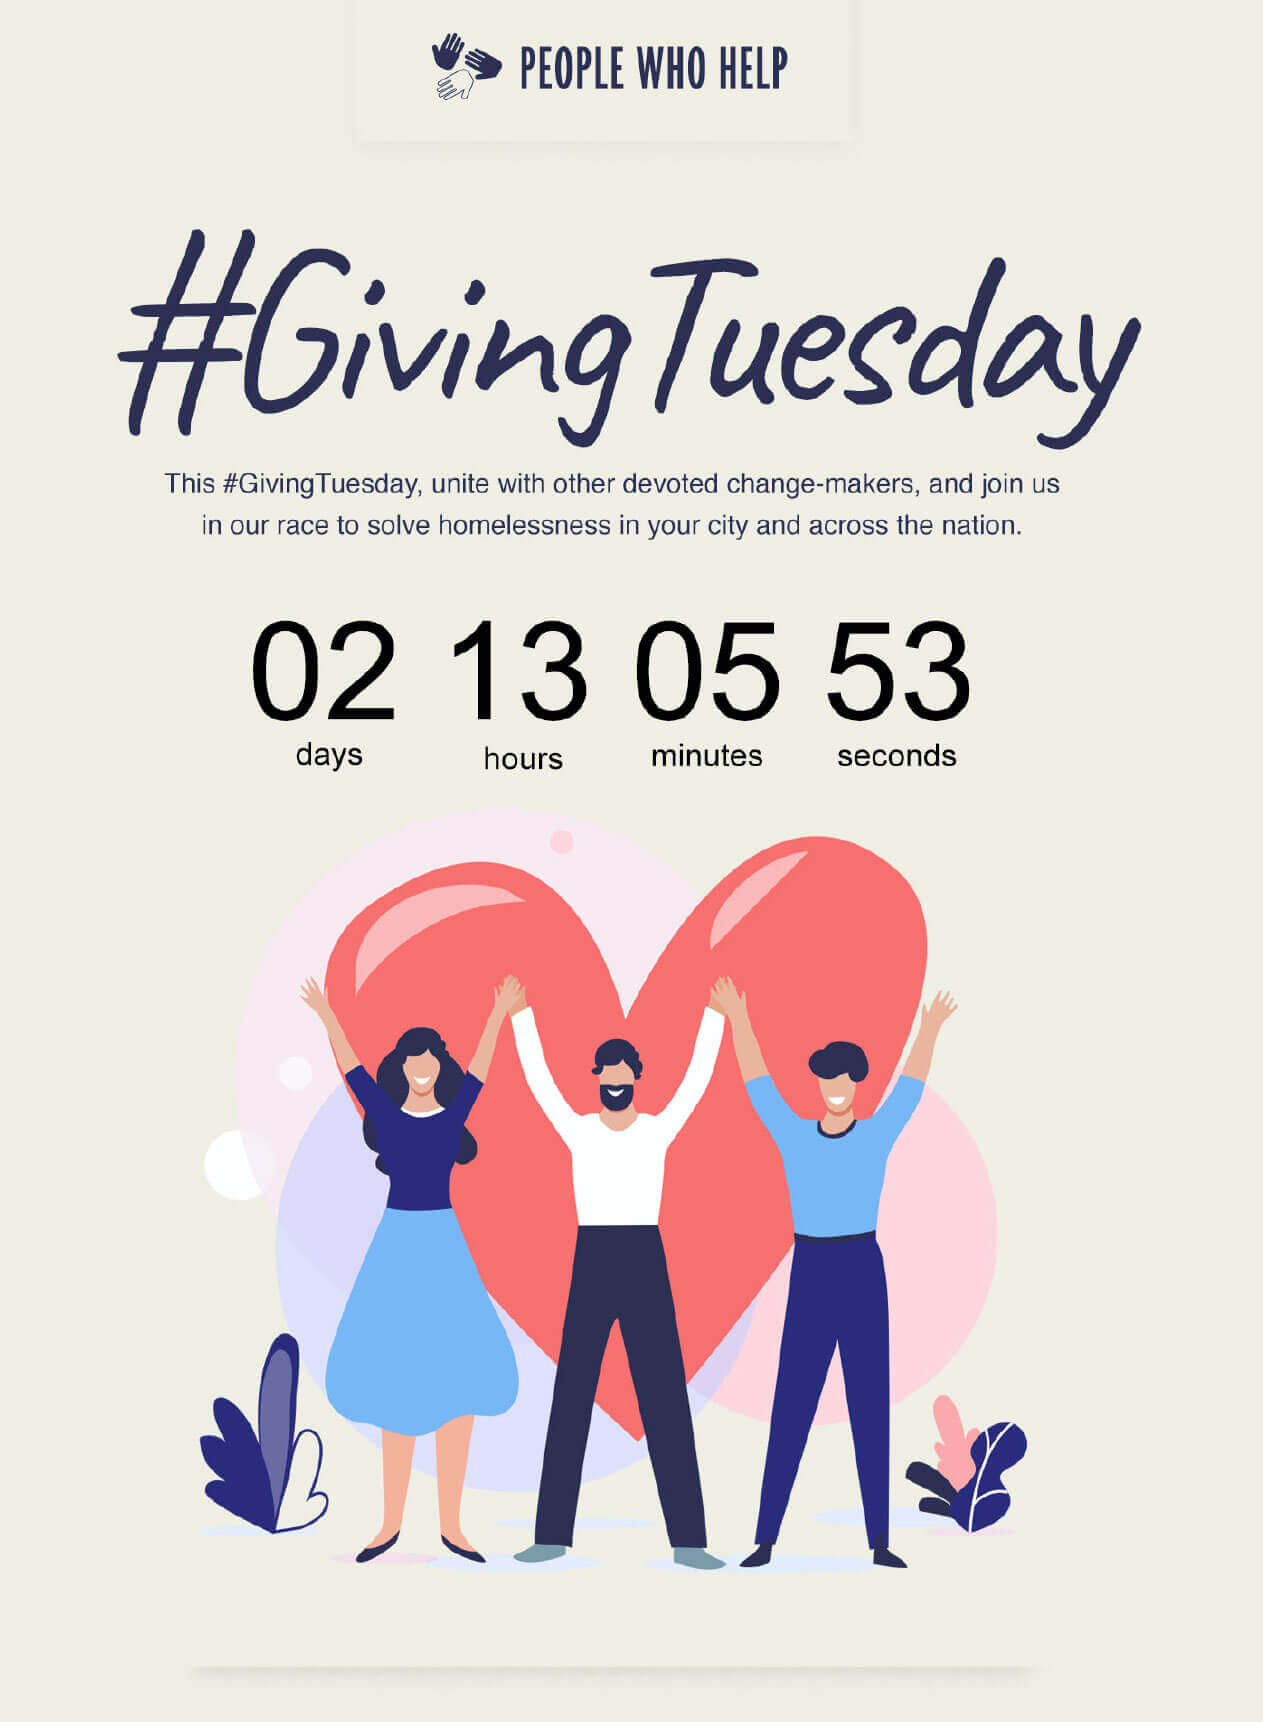 PEOPLE WHO HELP
#GivingTuesday
This #GivingTuesday, unite with other devoted change-makers, and join us
in our race to solve homelessness in your city and across the nation.
02 13 05 53
days hours minutes seconds